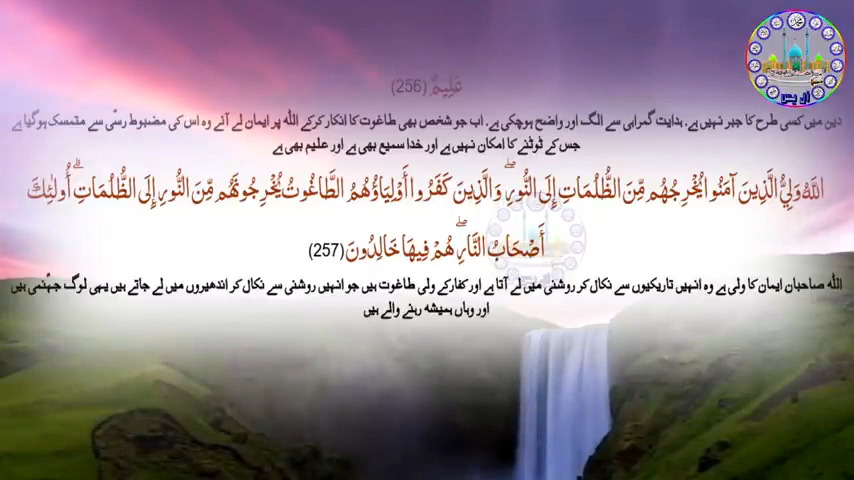 عَلِيمٌ (256)
دین میں کسی طرح کا جبر نہیں ہے۔ ہدایت گمراہی سے الگ اور واضح ہوچکی ہے۔ اب جو شخص بھی طاغوت کا انکار کرکے اللہ پر ایمان لے آئے وہ اس کی مضبوط رسّی سے متمسک ہوگیا ہے
جس کے ٹوٹنے کا امکان نہیں ہے اور خدا سمیع بھی ہے اور علیم بھی ہے
اللَّهُ وَلِيُّ الَّذِينَ آمَنُوا يُخْرِجُهُم مِّنَ الظُّلُمَاتِ إِلَى النُّورِ ۖ وَالَّذِينَ كَفَرُوا أَوْلِيَاؤُهُمُ الطَّاغُوتُ يُخْرِجُونَهُم مِّنَ النُّورِ إِلَى الظُّلُمَاتِ ۗ أُولَٰئِكَ
أَصْحَابُ النَّارِ ۖ هُمْ فِيهَا خَالِدُونَ (257)
اللہ صاحبان ایمان کا ولی ہے وہ انہیں تاریکیوں سے نکال کر روشنی میں لے آتا ہے اور کفارکے ولی طاغوت ہیں جو انہیں روشنی سے نکال کر اندھیروں میں لے جاتے ہیں یہی لوگ جہّنمی ہیں
اور وہاں ہمیشہ رہنے والے ہیں